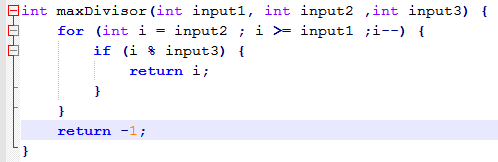 int maxDivisor(int input1, int input2 ,int input3) {
for (int i = input2 ; i >= input1 ;i--) {
if (i % input3) {
return i;
}
}
return -1;
}